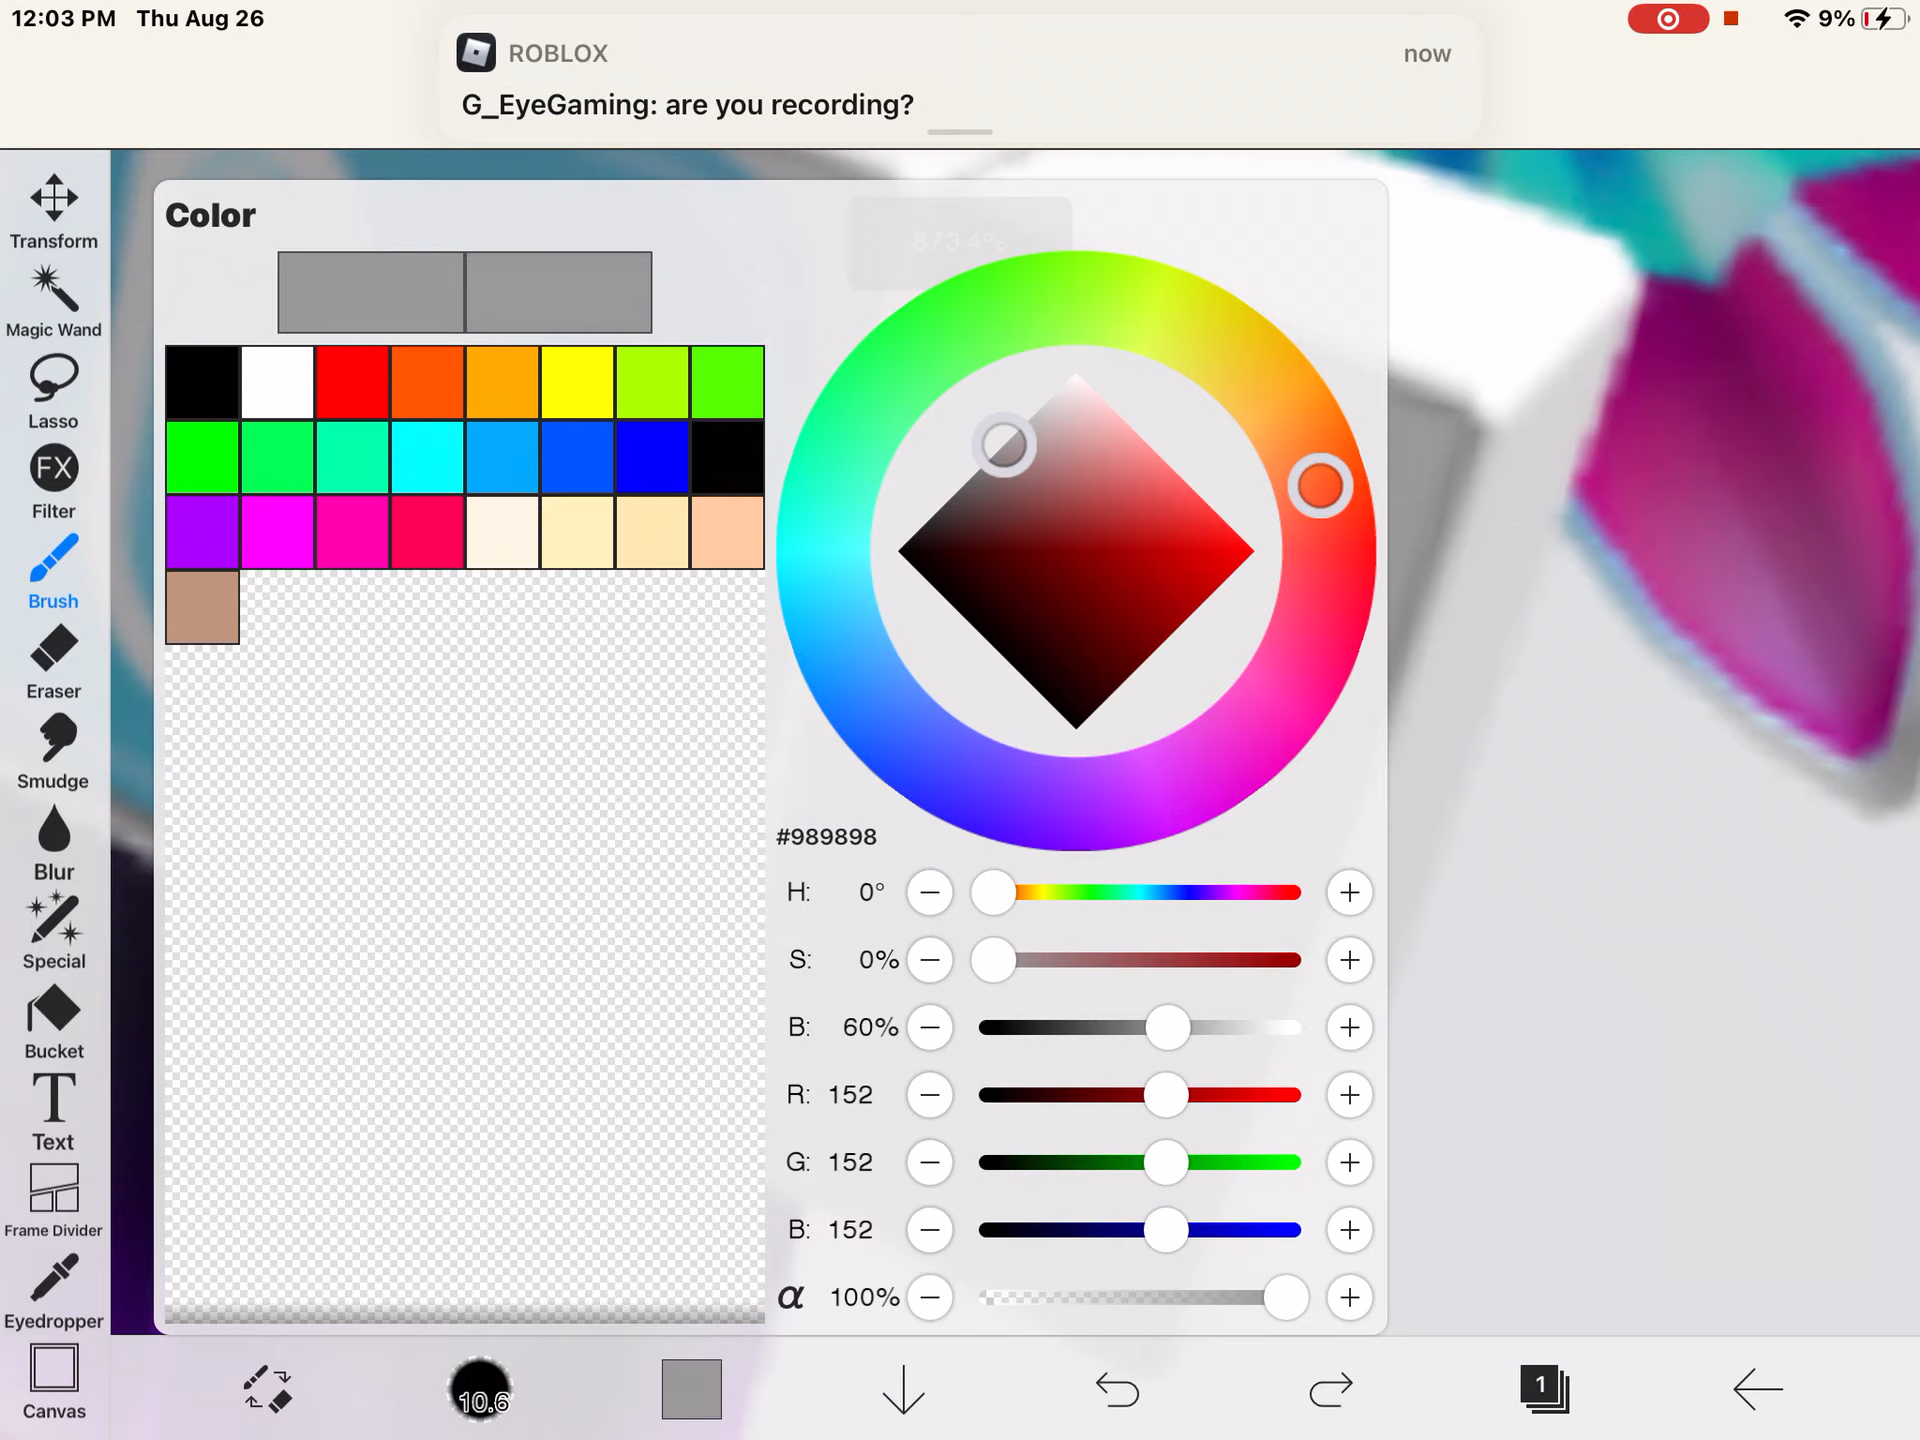 12:03 PM Thu Aug 26
9%
ROBLOX
now
G_EyeGaming: are you recording?
Transform
Magic Wand
Lasso
FX
Filter
Brush
Eraser
Smudge
Blur
Special
Bucket
T
Text
Frame Divider
Eyedropper
Canvas
Color
873.4%
#989898
H: 0°
S: 0%
B: 60%
R: 152
G: 152
B: 152
α 100%
10.6
1